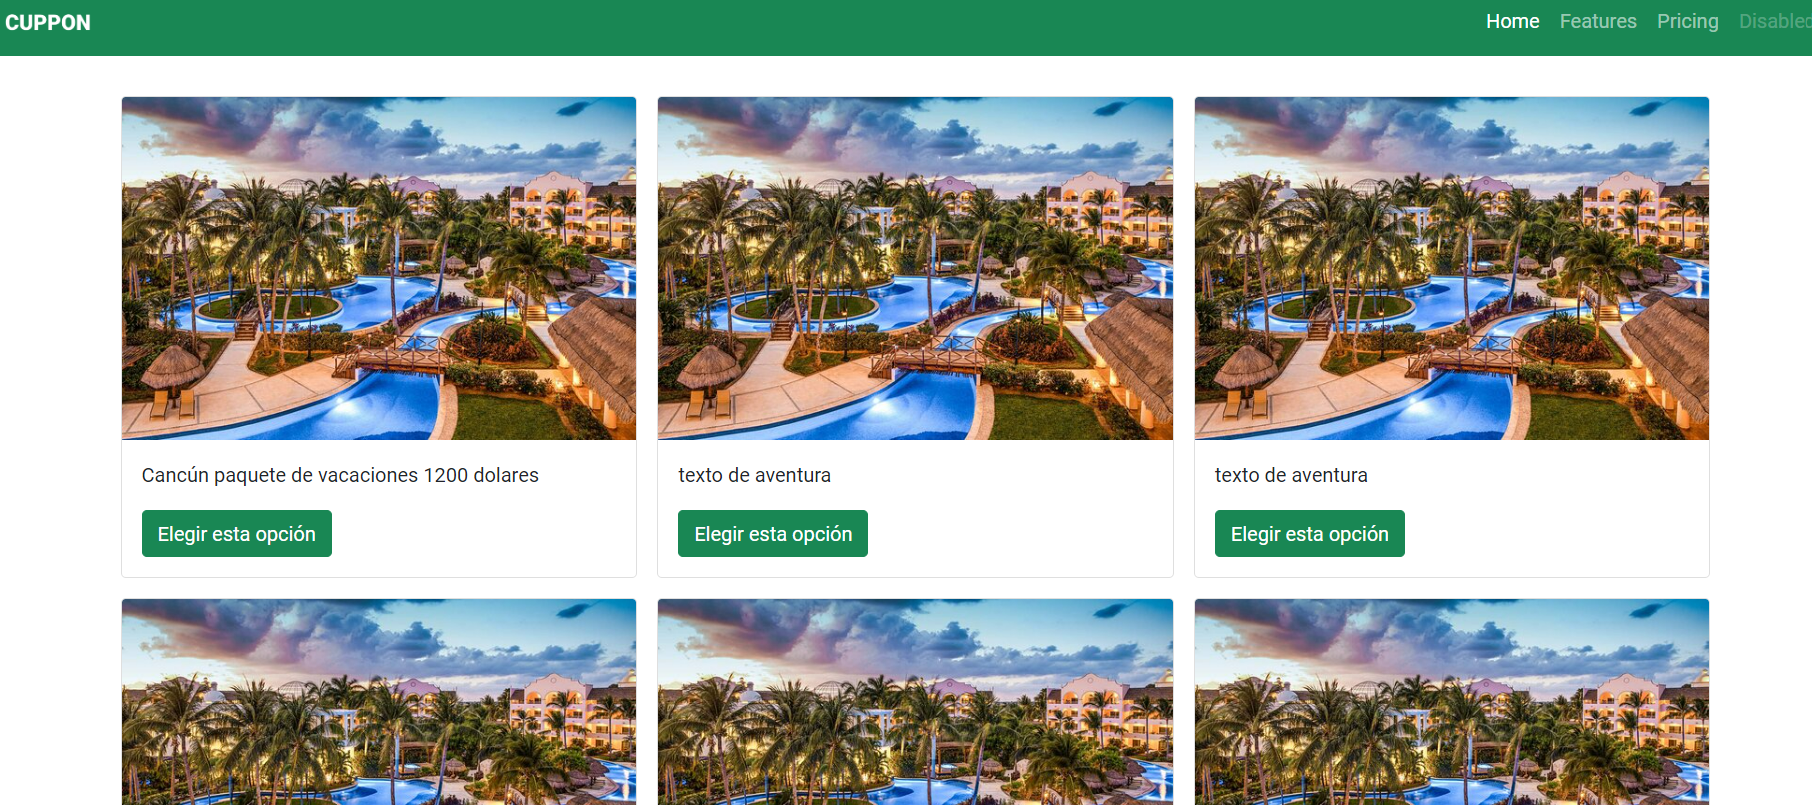 CUPPON
Home Features Pricing Disabled
Cancún paquete de vacaciones 1200 dolares
texto de aventura
texto de aventura
Elegir esta opción
Elegir esta opción
Elegir esta opción